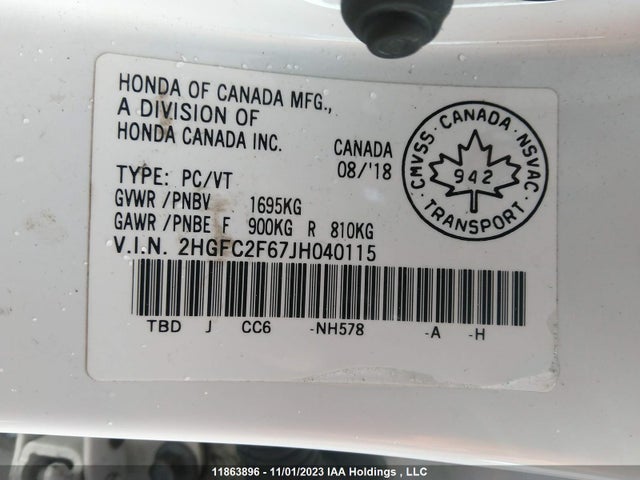 HONDA OF CANADA MFG.,
A DIVISION OF
HONDA CANADA INC.
CANADA
08/'18
TYPE: PC/VT
GVWR/PNBV 1695KG
GAWR/PNBE F 900KG R 810KG
V.I.N. 2HGFC2F67JH040115
TBD J CC6 -NH578 -A -H
CMVSS · CANADA · NSVAC
942
TRANSPORT
11863896 - 11/01/2023 IAA Holdings , LLC